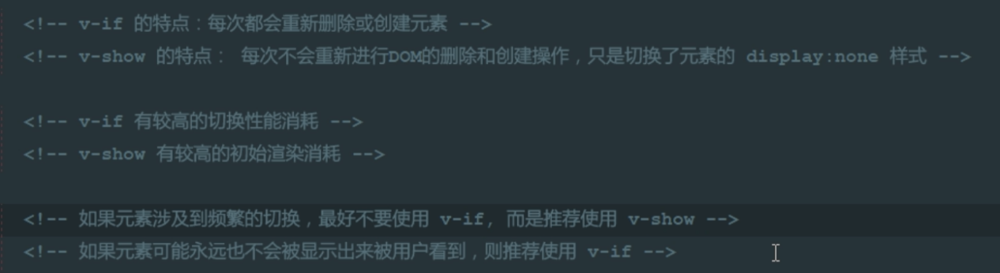 <!-- v-if 的特点：每次都会重新删除或创建元素 -->
<!-- v-show 的特点： 每次不会重新进行DOM的删除和创建操作，只是切换了元素的 display:none 样式 -->
<!-- v-if 有较高的切换性能消耗 -->
<!-- v-show 有较高的初始渲染消耗 -->
<!-- 如果元素涉及到频繁的切换，最好不要使用 v-if, 而是推荐使用 v-show -->
<!-- 如果元素可能永远也不会被显示出来被用户看到，则推荐使用 v-if -->